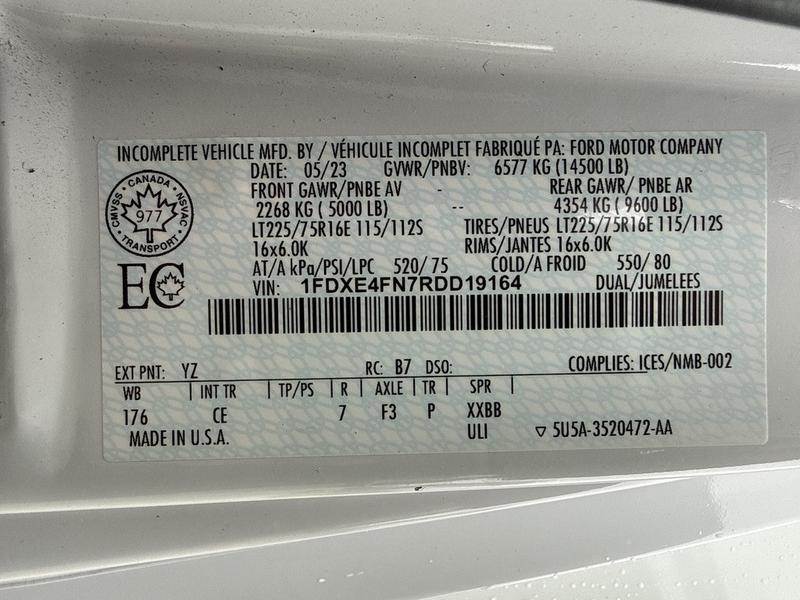 INCOMPLETE VEHICLE MFD. BY / VÉHICULE INCOMPLET FABRIQUÉ PA: FORD MOTOR COMPANY
DATE: 05/23 GVWR/PNBV: 6577 KG (14500 LB)
FRONT GAWR/PNBE AV - REAR GAWR/ PNBE AR
2268 KG ( 5000 LB) -- 4354 KG ( 9600 LB)
LT225/75R16E 115/112S TIRES/PNEUS LT225/75R16E 115/112S
16x6.0K RIMS/JANTES 16x6.0K
AT/A kPa/PSI/LPC 520/ 75 COLD/A FROID 550/ 80
VIN: 1FDXE4FN7RDD19164 DUAL/JUMELEES
CANADA
CMVSS 977 NSVAC
TRANSPORT
EC
EXT PNT: YZ RC: B7 DSO: COMPLIES: ICES/NMB-002
WB | INT TR | TP/PS | R | AXLE | TR | SPR |
176 CE 7 F3 P XXBB
MADE IN U.S.A. ULI ▽ 5U5A-3520472-AA